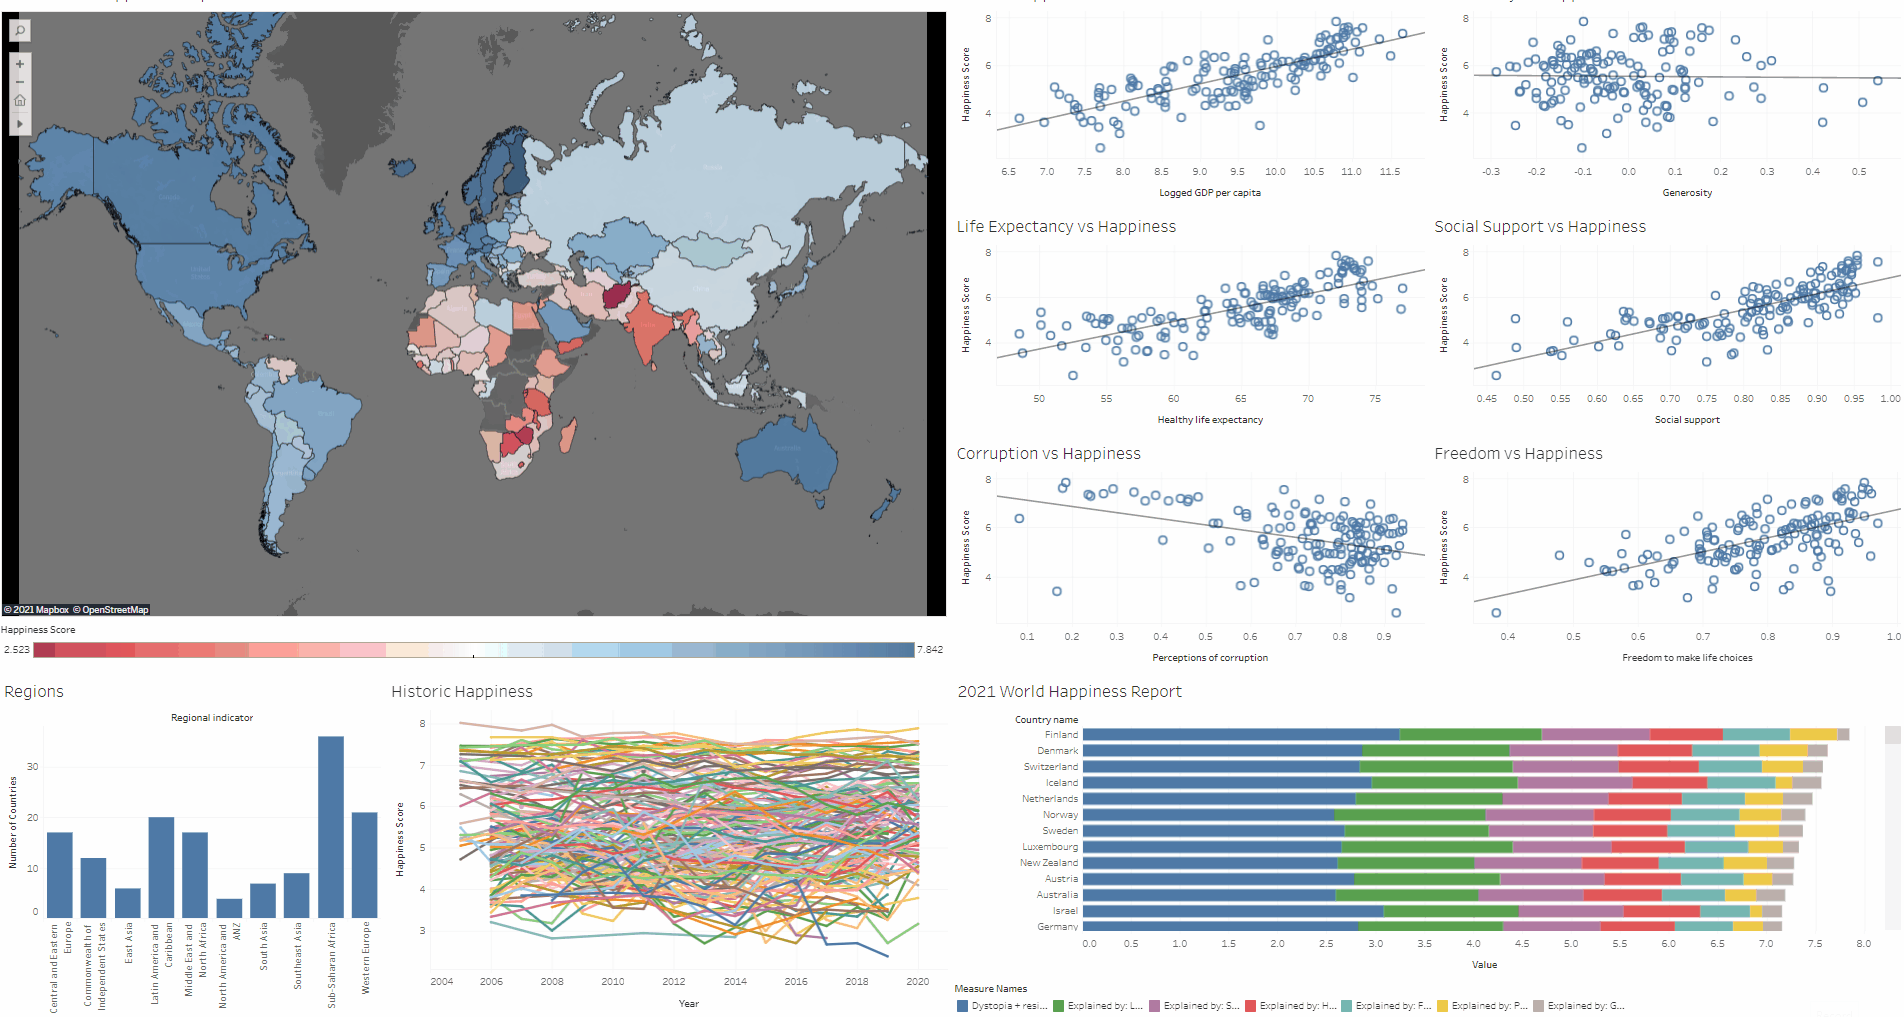 © 2021 Mapbox © OpenStreetMap
Happiness Score
2.523
7.842
8
6
4
Happiness Score
6.5 7.0 7.5 8.0 8.5 9.0 9.5 10.0 10.5 11.0 11.5
Logged GDP per capita
8
6
4
Happiness Score
-0.3 -0.2 -0.1 0.0 0.1 0.2 0.3 0.4 0.5
Generosity
Life Expectancy vs Happiness
8
6
4
Happiness Score
50 55 60 65 70 75
Healthy life expectancy
Social Support vs Happiness
8
6
4
Happiness Score
0.45 0.50 0.55 0.60 0.65 0.70 0.75 0.80 0.85 0.90 0.95 1.00
Social support
Corruption vs Happiness
8
6
4
Happiness Score
0.1 0.2 0.3 0.4 0.5 0.6 0.7 0.8 0.9
Perceptions of corruption
Freedom vs Happiness
8
6
4
Happiness Score
0.4 0.5 0.6 0.7 0.8 0.9 1.0
Freedom to make life choices
Regions
Regional indicator
Number of Countries
30
20
10
0
Central and Eastern
Europe
Commonwealth of
Independent States
East Asia
Latin America and
Caribbean
Middle East and
North Africa
North America and
ANZ
South Asia
Southeast Asia
Sub-Saharan Africa
Western Europe
Historic Happiness
Happiness Score
8
7
6
5
4
3
2004 2006 2008 2010 2012 2014 2016 2018 2020
Year
2021 World Happiness Report
Country name
Finland
Denmark
Switzerland
Iceland
Netherlands
Norway
Sweden
Luxembourg
New Zealand
Austria
Australia
Israel
Germany
0.0 0.5 1.0 1.5 2.0 2.5 3.0 3.5 4.0 4.5 5.0 5.5 6.0 6.5 7.0 7.5 8.0
Value
Measure Names
Dystopia + resi... Explained by: L... Explained by: S... Explained by: H... Explained by: F... Explained by: P... Explained by: G...